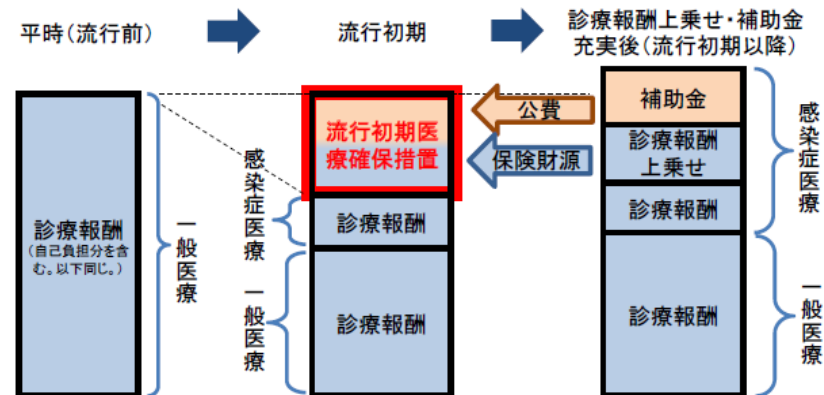 平時(流行前)
流行初期
診療報酬上乗せ・補助金
充実後(流行初期以降)
診療報酬
(自己負担分を含
む。以下同じ。)
一般医療
流行初期医
療確保措置
診療報酬
感染症医療
診療報酬
一般医療
公費
保険財源
補助金
診療報酬
上乗せ
診療報酬
感染症医療
診療報酬
一般医療